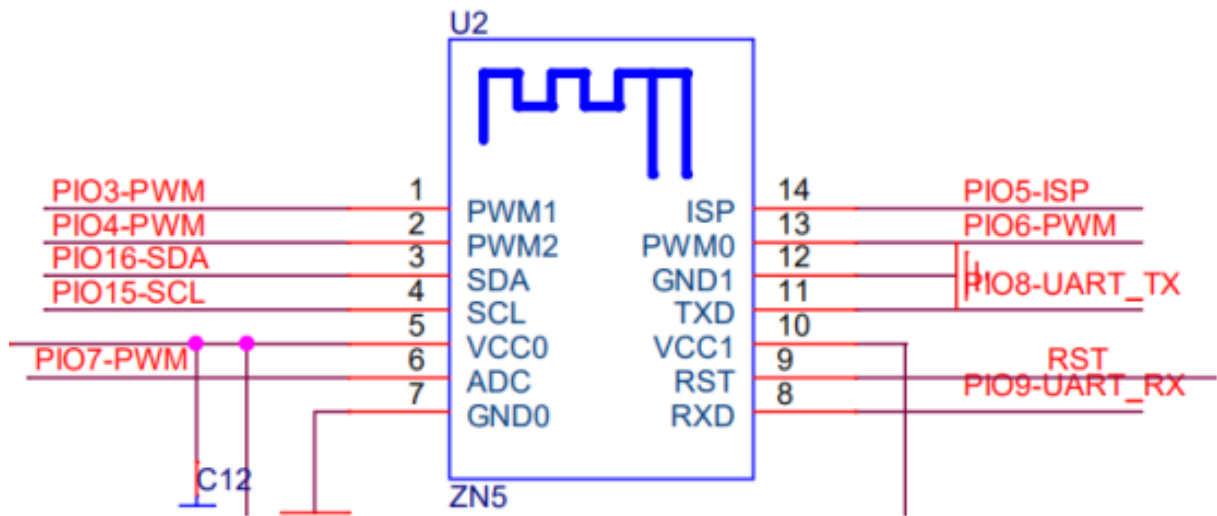 U2
PIO3-PWM 1 PWM1 ISP 14 PIO5-ISP
PIO4-PWM 2 PWM2 PWM0 13 PIO6-PWM
PIO16-SDA 3 SDA GND1 12
PIO15-SCL 4 SCL TXD 11 PIO8-UART_TX
5 VCC0 VCC1 10
PIO7-PWM 6 ADC RST 9 RST
7 GND0 RXD 8 PIO9-UART_RX
C12
ZN5